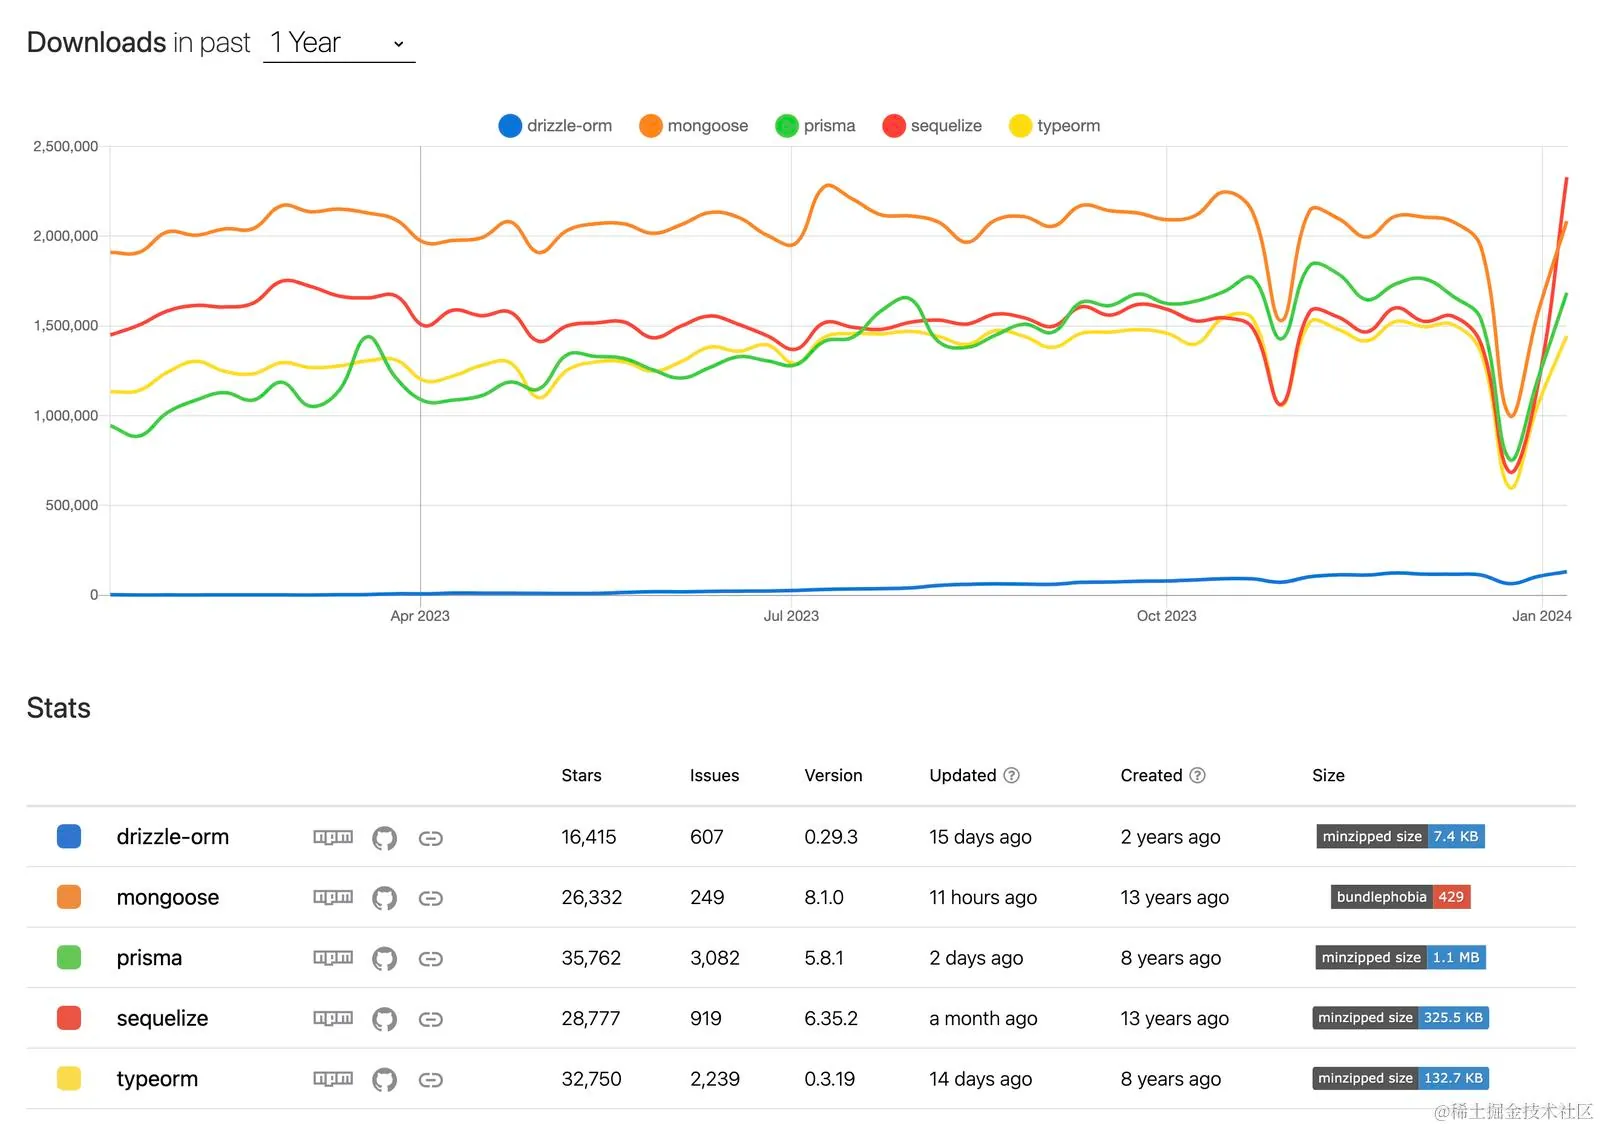 Downloads in past 1 Year
drizzle-orm mongoose prisma sequelize typeorm
2,500,000
2,000,000
1,500,000
1,000,000
500,000
0
Apr 2023 Jul 2023 Oct 2023 Jan 2024
Stats
Stars Issues Version Updated ? Created ? Size
drizzle-orm npm 16,415 607 0.29.3 15 days ago 2 years ago minzipped size 7.4 KB
mongoose npm 26,332 249 8.1.0 11 hours ago 13 years ago bundlephobia 429
prisma npm 35,762 3,082 5.8.1 2 days ago 8 years ago minzipped size 1.1 MB
sequelize npm 28,777 919 6.35.2 a month ago 13 years ago minzipped size 325.5 KB
typeorm npm 32,750 2,239 0.3.19 14 days ago 8 years ago minzipped size 132.7 KB
@稀土掘金技术社区